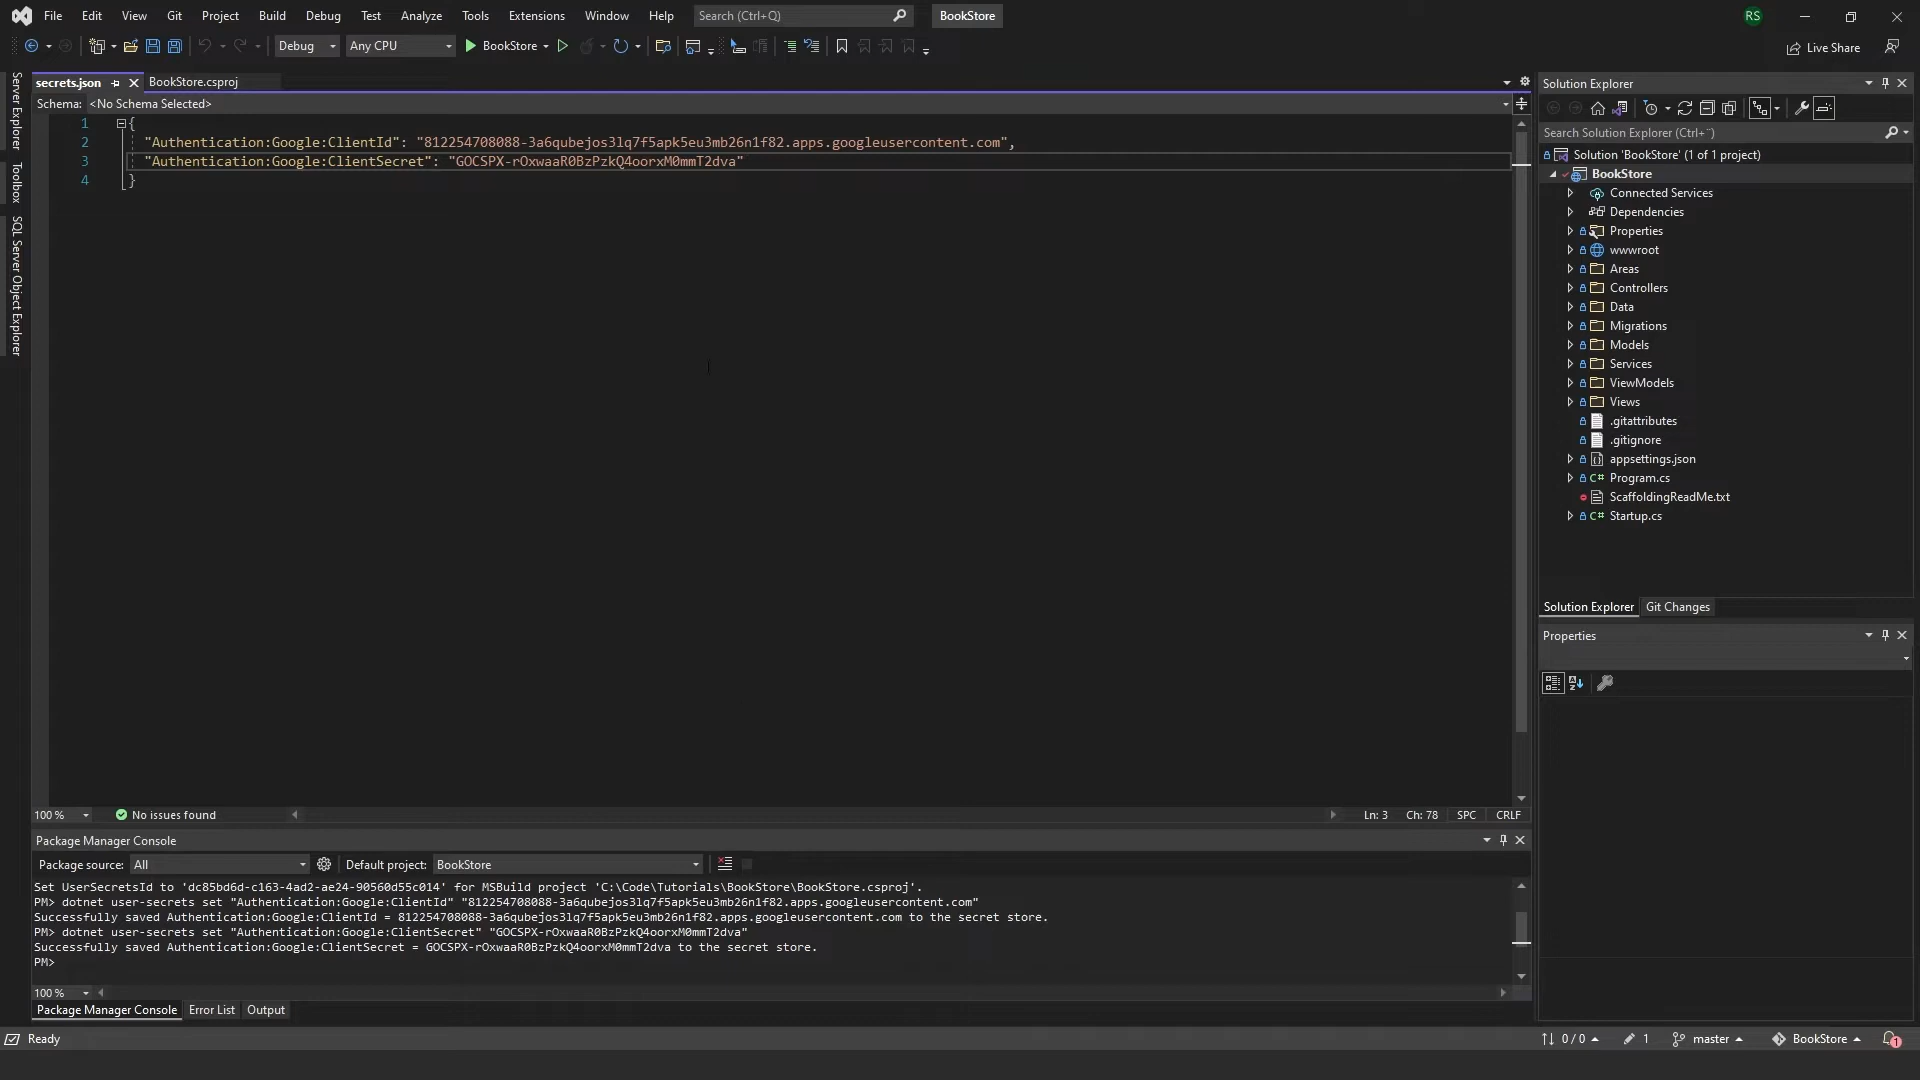 File Edit View Git Project Build Debug Test Analyze Tools Extensions Window Help Search (Ctrl+Q) BookStore RS
Debug Any CPU BookStore Live Share
Server Explorer
Toolbox
SQL Server Object Explorer
secrets.json BookStore.csproj
Schema: <No Schema Selected>
1 {
2 "Authentication:Google:ClientId": "812254708088-3a6qubejos3lq7f5apk5eu3mb26n1f82.apps.googleusercontent.com",
3 "Authentication:Google:ClientSecret": "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"
4 }
100 % No issues found Ln: 3 Ch: 78 SPC CRLF
Package Manager Console
Package source: All Default project: BookStore
Set UserSecretsId to 'dc85bd6d-c163-4ad2-ae24-90560d55c014' for MSBuild project 'C:\Code\Tutorials\BookStore\BookStore.csproj'.
PM> dotnet user-secrets set "Authentication:Google:ClientId" "812254708088-3a6qubejos3lq7f5apk5eu3mb26n1f82.apps.googleusercontent.com"
Successfully saved Authentication:Google:ClientId = 812254708088-3a6qubejos3lq7f5apk5eu3mb26n1f82.apps.googleusercontent.com to the secret store.
PM> dotnet user-secrets set "Authentication:Google:ClientSecret" "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"
Successfully saved Authentication:Google:ClientSecret = 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 to the secret store.
PM>
100 %
Package Manager Console Error List Output
Solution Explorer
Search Solution Explorer (Ctrl+¨)
Solution 'BookStore' (1 of 1 project)
BookStore
Connected Services
Dependencies
Properties
wwwroot
Areas
Controllers
Data
Migrations
Models
Services
ViewModels
Views
.gitattributes
.gitignore
appsettings.json
C# Program.cs
ScaffoldingReadMe.txt
C# Startup.cs
Solution Explorer Git Changes
Properties
Ready 0 / 0 1 master BookStore 1